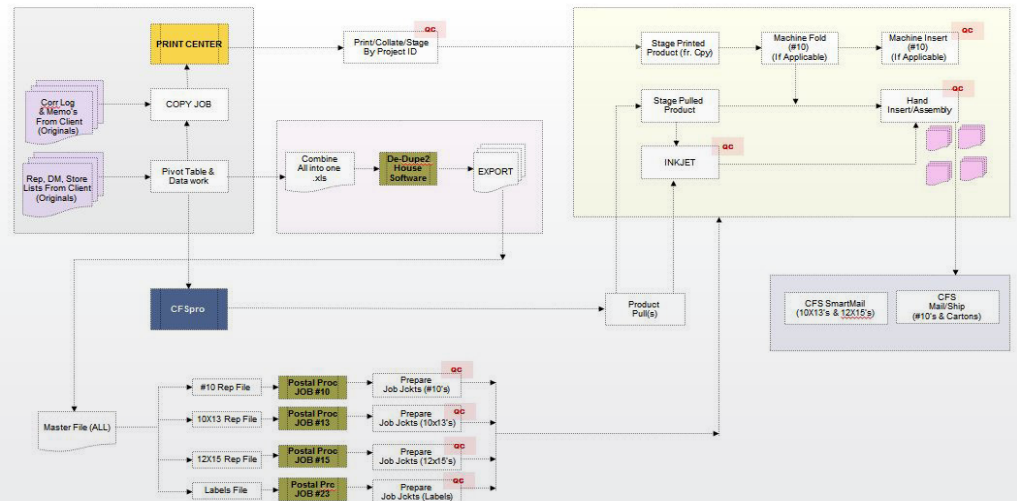 PRINT CENTER
QC
Print/Collate/Stage
By Project ID
Stage Printed
Product (fr. Cpy)
Machine Fold
(#10)
(If Applicable)
QC
Machine Insert
(#10)
(If Applicable)
Corr Log
& Memo's
From Client
(Originals)
COPY JOB
Stage Pulled
Product
QC
Hand
Insert/Assembly
QC
INKJET
Rep, DM, Store
Lists From Client
(Originals)
Pivot Table &
Data work
Combine
All into one
.xls
De-Dupe2
House
Software
EXPORT
CFSpro
Product
Pull(s)
CFS SmartMail
(10X13's & 12X15's)
CFS
Mail/Ship
(#10's & Cartons)
Master File (ALL)
#10 Rep File
Postal Proc
JOB #10
QC
Prepare
Job Jckts (#10's)
10X13 Rep File
Postal Proc
JOB #13
QC
Prepare
Job Jckts (10x13's)
12X15 Rep File
Postal Proc
JOB #15
QC
Prepare
Job Jckts (12x15's)
Labels File
Postal Prc
JOB #23
QC
Prepare
Job Jckts (Labels)